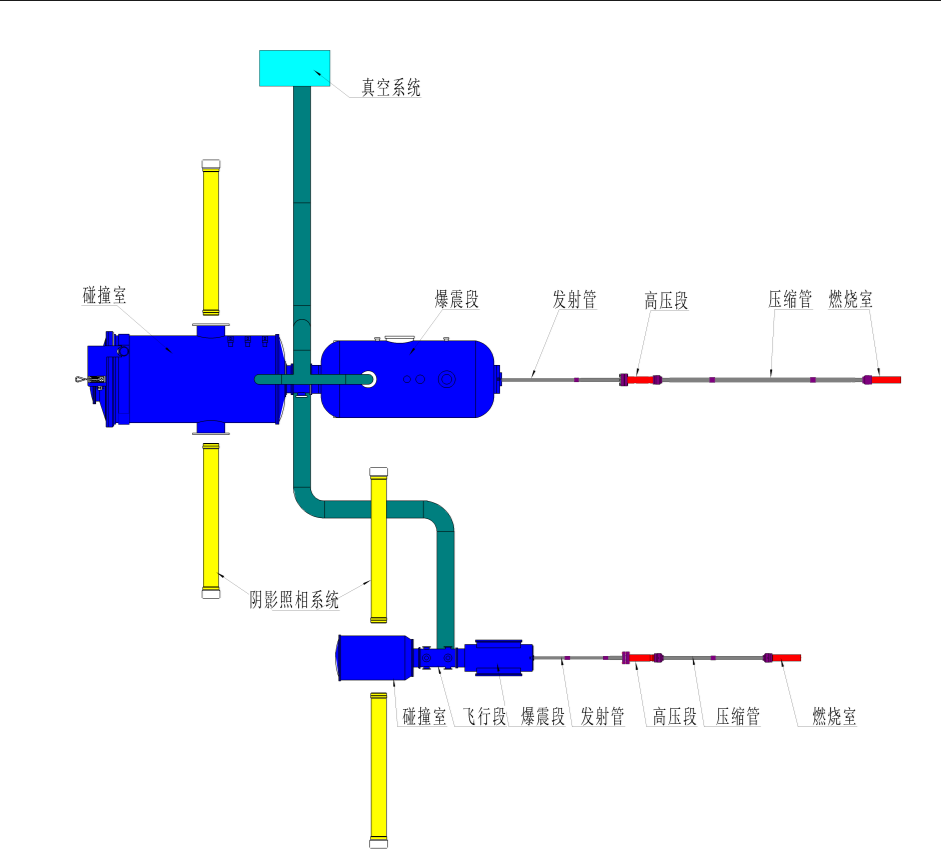 真空系统
碰撞室
爆震段
发射管
高压段
压缩管
燃烧室
阴影照相系统
碰撞室
飞行段
爆震段
发射管
高压段
压缩管
燃烧室